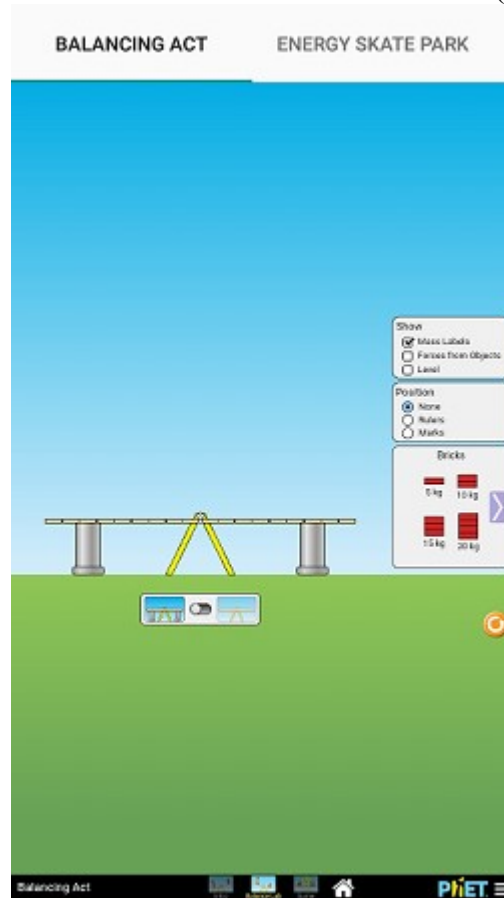 BALANCING ACT ENERGY SKATE PARK
Show
Mass Labels
Forces from Objects
Level
Position
None
Rulers
Marks
Bricks
5 kg 10 kg
15 kg 20 kg
Balancing Act PhET